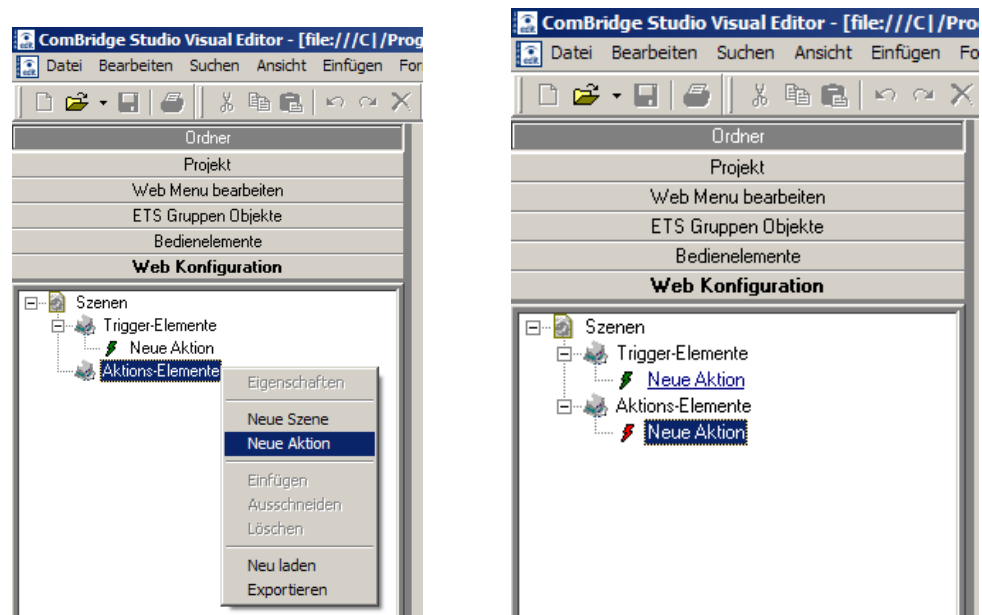 ComBridge Studio Visual Editor - [file:///C|/Prog
Datei Bearbeiten Suchen Ansicht Einfügen For
Ordner
Projekt
Web Menu bearbeiten
ETS Gruppen Objekte
Bedienelemente
Web Konfiguration
Szenen
Trigger-Elemente
Neue Aktion
Aktions-Elemente
Eigenschaften
Neue Szene
Neue Aktion
Einfügen
Ausschneiden
Löschen
Neu laden
Exportieren
ComBridge Studio Visual Editor - [file:///C|/Pro
Datei Bearbeiten Suchen Ansicht Einfügen Fo
Ordner
Projekt
Web Menu bearbeiten
ETS Gruppen Objekte
Bedienelemente
Web Konfiguration
Szenen
Trigger-Elemente
Neue Aktion
Aktions-Elemente
Neue Aktion